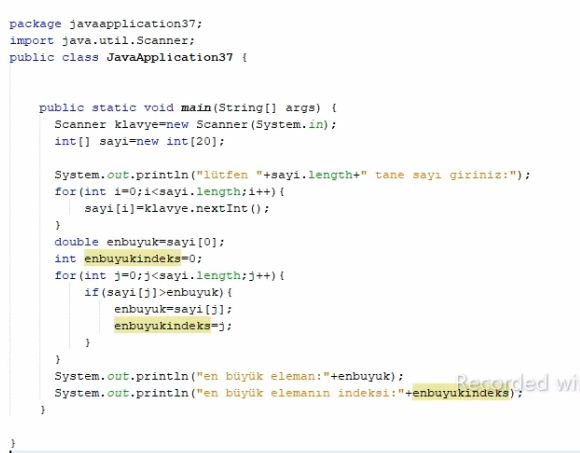 package javaapplication37;
import java.util.Scanner;
public class JavaApplication37 {
public static void main(String[] args) {
Scanner klavye=new Scanner(System.in);
int[] sayi=new int[20];
System.out.println("lütfen "+sayi.length+" tane sayı giriniz:");
for(int i=0;i<sayi.length;i++){
sayi[i]=klavye.nextInt();
}
double enbuyuk=sayi[0];
int enbuyukindeks=0;
for(int j=0;j<sayi.length;j++){
if(sayi[j]>enbuyuk){
enbuyuk=sayi[j];
enbuyukindeks=j;
}
}
System.out.println("en büyük eleman:"+enbuyuk);
System.out.println("en büyük elemanın indeksi:"+enbuyukindeks);
Recorded wi
}
}